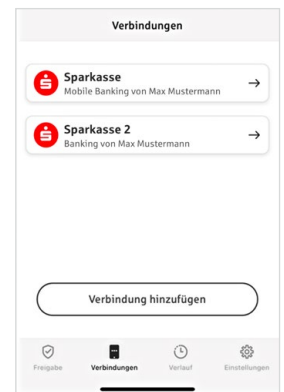 Verbindungen
Sparkasse
Mobile Banking von Max Mustermann
Sparkasse 2
Banking von Max Mustermann
Verbindung hinzufügen
Freigabe Verbindungen Verlauf Einstellungen